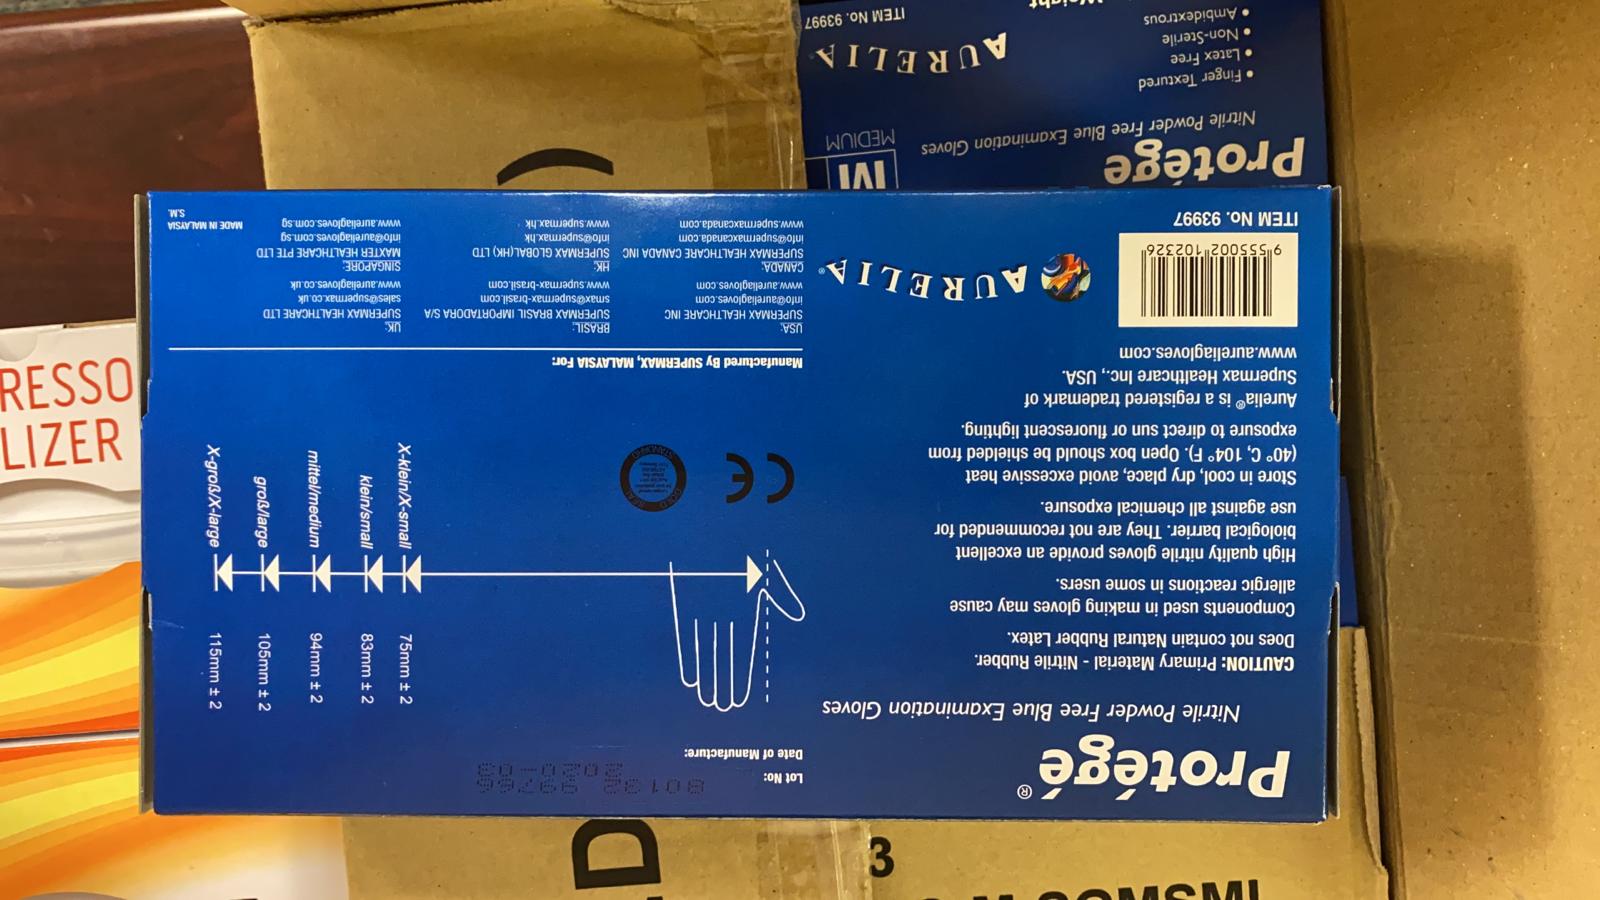 Protégé®
Nitrile Powder Free Blue Examination Gloves
CAUTION: Primary Material - Nitrile Rubber.
Does not contain Natural Rubber Latex.
Components used in making gloves may cause
allergic reactions in some users.
High quality nitrile gloves provide an excellent
biological barrier. They are not recommended for
use against all chemical exposure.
Store in cool, dry place, avoid excessive heat
(40° C, 104° F). Open box should be shielded from
exposure to direct sun or fluorescent lighting.
Aurelia® is a registered trademark of
Supermax Healthcare Inc., USA.
www.aureliagloves.com
9 555002 102326
ITEM No. 93997
AURELIA®
Lot No: 80132 99766
Date of Manufacture: 2020-03
75mm ± 2
83mm ± 2
94mm ± 2
105mm ± 2
115mm ± 2
X-klein/X-small
klein/small
mittel/medium
groß/large
X-groß/X-large
CE
Manufactured By SUPERMAX, MALAYSIA For:
USA:
SUPERMAX HEALTHCARE INC
info@aureliagloves.com
www.aureliagloves.com
BRASIL:
SUPERMAX BRASIL IMPORTADORA S/A
smax@supermax-brasil.com
www.supermax-brasil.com
UK:
SUPERMAX HEALTHCARE LTD
sales@supermax.co.uk
www.aureliagloves.co.uk
CANADA:
SUPERMAX HEALTHCARE CANADA INC
info@supermaxcanada.com
www.supermaxcanada.com
HK:
SUPERMAX GLOBAL (HK) LTD
info@supermax.hk
www.supermax.hk
SINGAPORE:
MAXTER HEALTHCARE PTE LTD
info@aureliagloves.com.sg
www.aureliagloves.com.sg
MADE IN MALAYSIA
S.M.
Protégé
Nitrile Powder Free Blue Examination Gloves
M
MEDIUM
• Finger Textured
• Latex Free
• Non-Sterile
• Ambidextrous
AURELIA
ITEM No. 93997
Weight
RESSO
LIZER
D
3